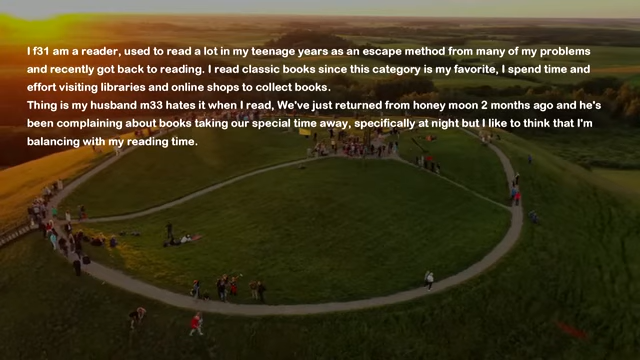 I f31 am a reader, used to read a lot in my teenage years as an escape method from many of my problems
and recently got back to reading. I read classic books since this category is my favorite, I spend time and
effort visiting libraries and online shops to collect books.
Thing is my husband m33 hates it when I read, We've just returned from honey moon 2 months ago and he's
been complaining about books taking our special time away, specifically at night but I like to think that I'm
balancing with my reading time.